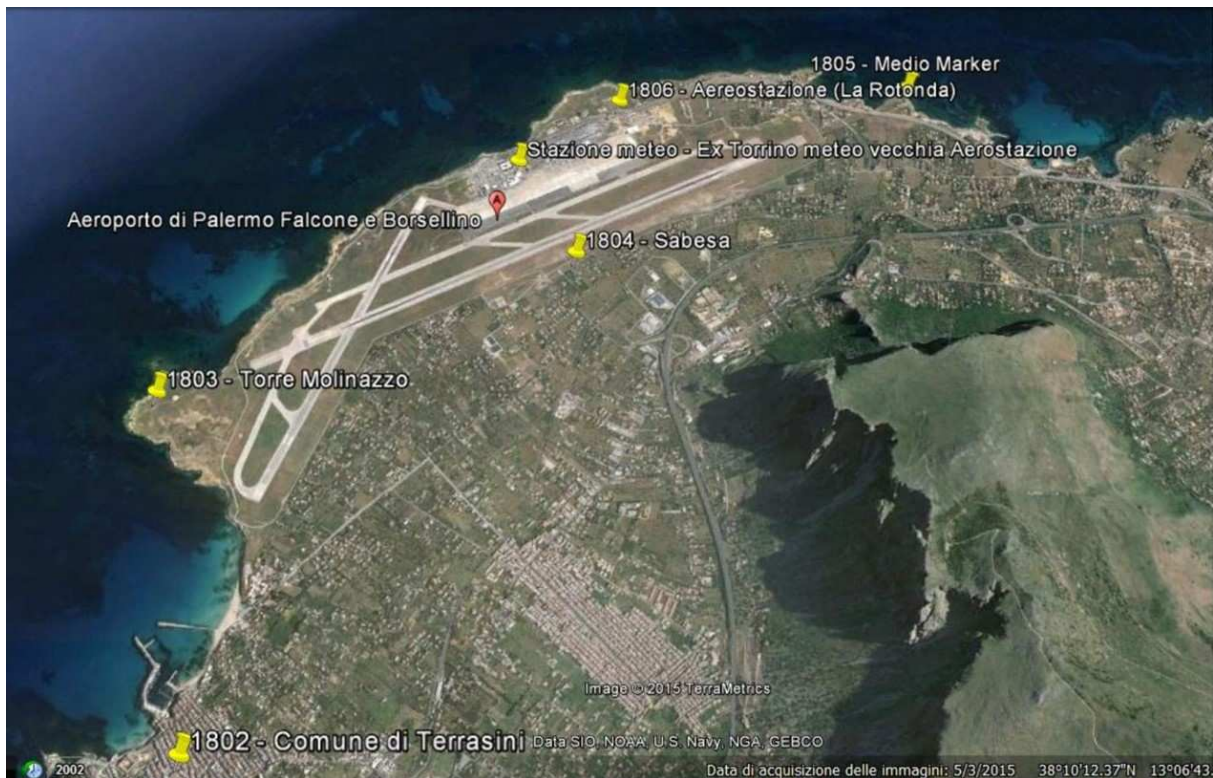 1805 - Medio Marker
1806 - Aereostazione (La Rotonda)
Stazione meteo - Ex Torrino meteo vecchia Aerostazione
Aeroporto di Palermo Falcone e Borsellino
A
1804 - Sabesa
1803 - Torre Molinazzo
Image © 2015 TerraMetrics
1802 - Comune di Terrasini
Data SIO, NOAA, U.S. Navy, NGA, GEBCO
2002
Data di acquisizione delle immagini: 5/3/2015 38°10'12.37"N 13°06'43